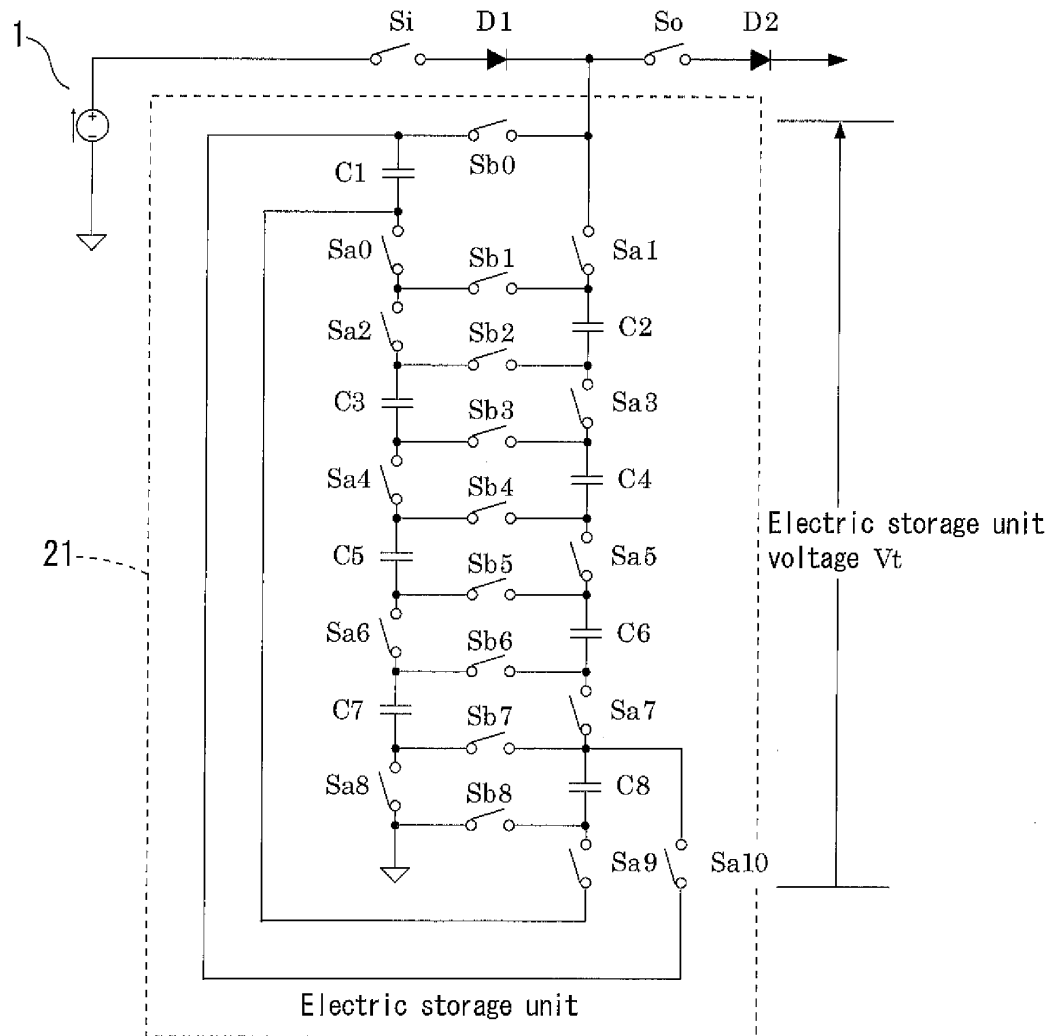 1
Si
D1
So
D2
Sb0
C1
Sa0
Sb1
Sa1
Sa2
Sb2
C2
C3
Sb3
Sa3
Sa4
Sb4
C4
21
C5
Sb5
Sa5
Electric storage unit
voltage Vt
Sa6
Sb6
C6
C7
Sb7
Sa7
Sa8
Sb8
C8
Sa9
Sa10
Electric storage unit